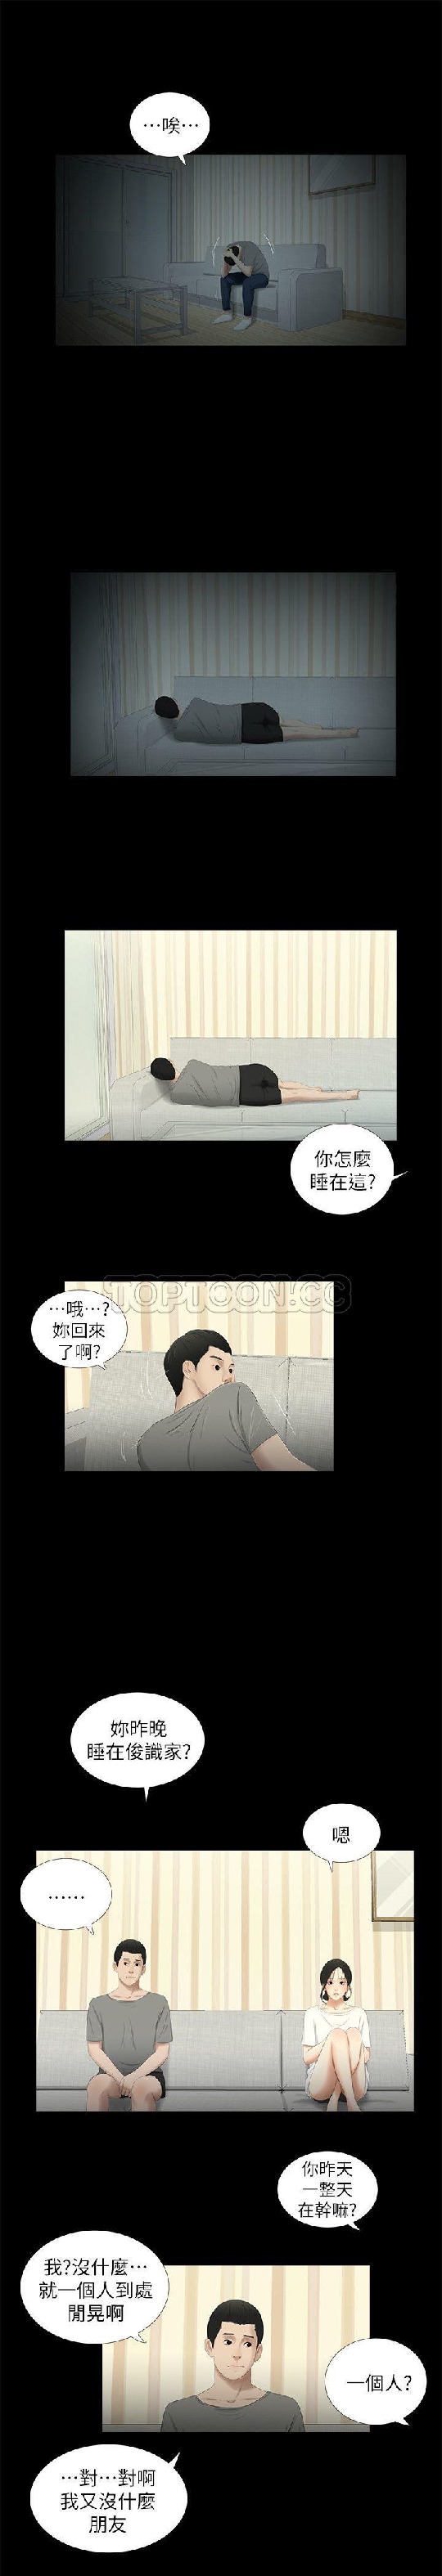 …唉…
你怎麼
睡在這?
TOPTOON.CC
…哦…?
妳回來
了啊?
妳昨晚
睡在俊識家?
嗯
……
你昨天
一整天
在幹嘛?
我?沒什麼…
就一個人到處
閒晃啊
一個人?
…對…對啊
我又沒什麼
朋友